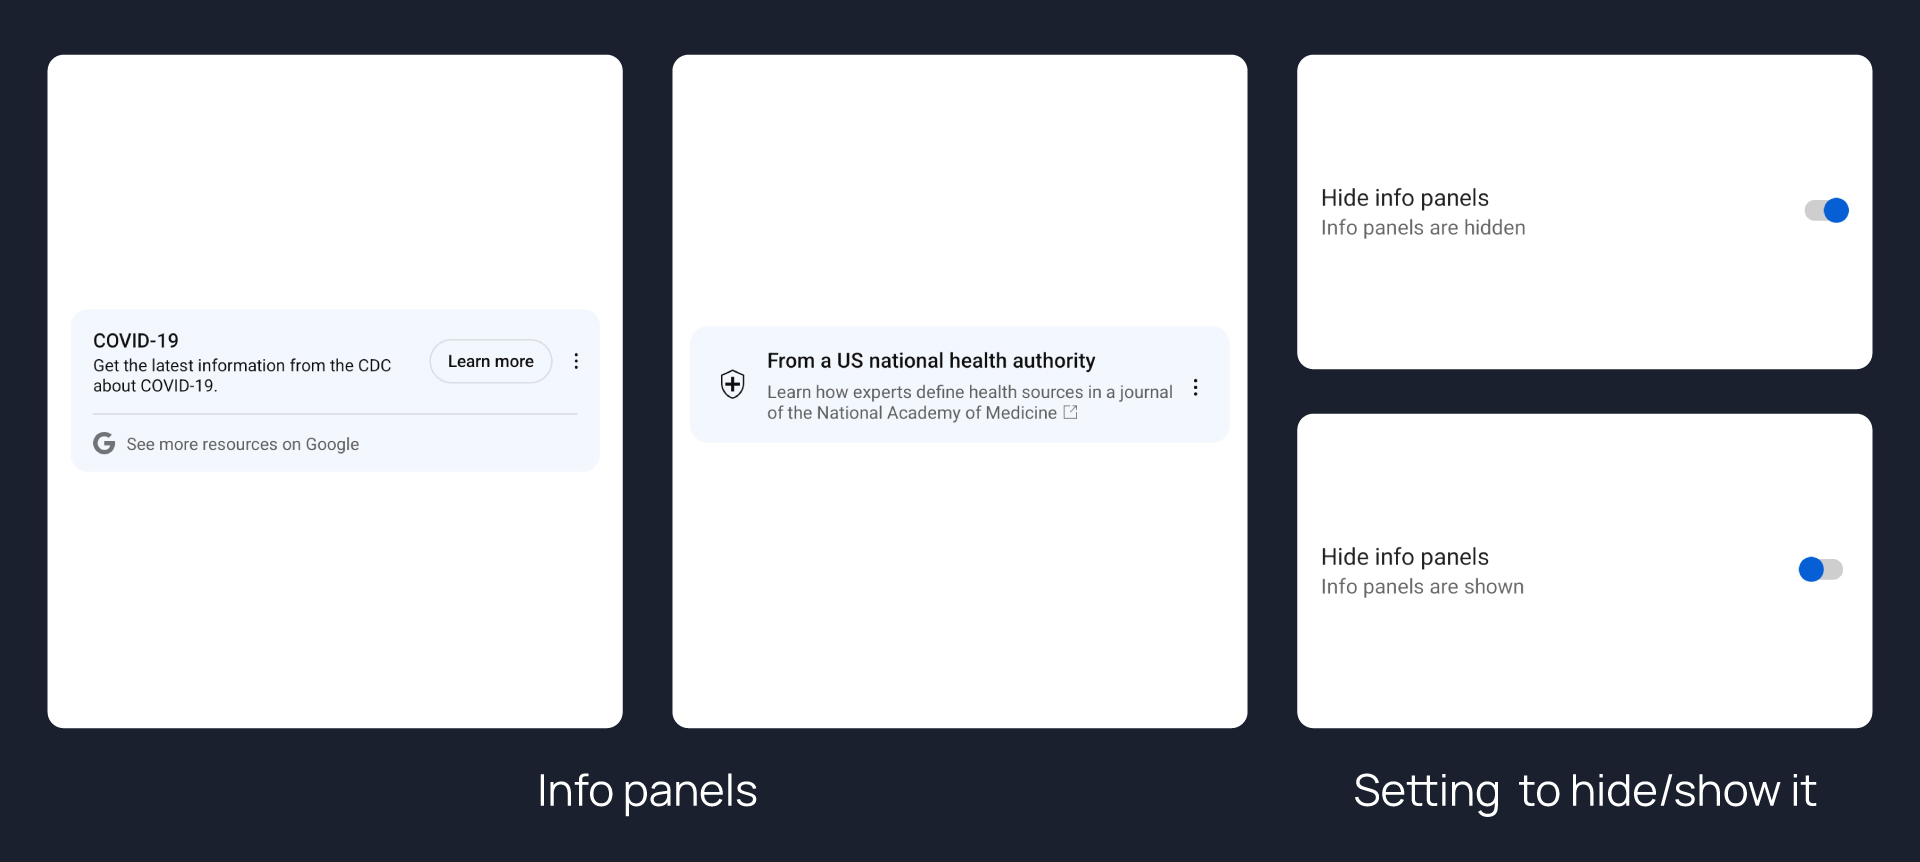 COVID-19
Get the latest information from the CDC
about COVID-19.
Learn more
See more resources on Google
From a US national health authority
Learn how experts define health sources in a journal
of the National Academy of Medicine
Hide info panels
Info panels are hidden
Hide info panels
Info panels are shown
Info panels
Setting to hide/show it